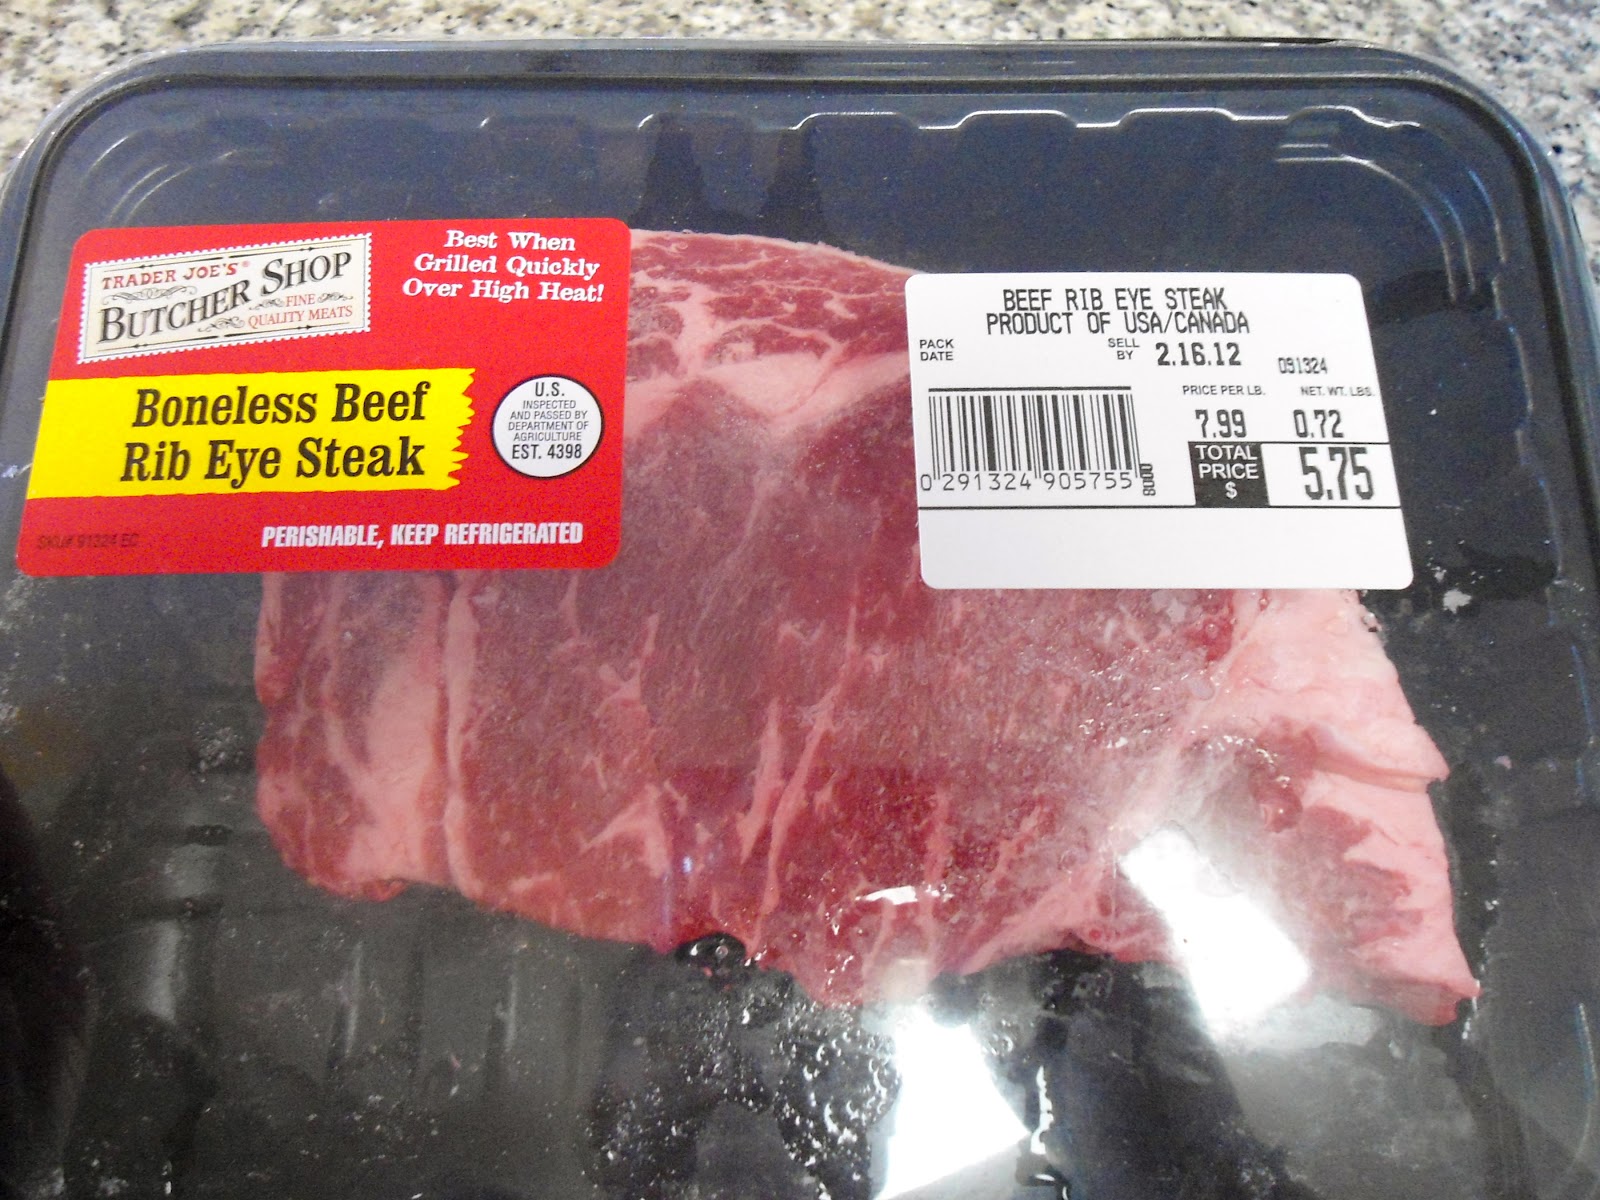 TRADER JOE'S®
BUTCHER SHOP
FINE
QUALITY MEATS
Best When
Grilled Quickly
Over High Heat!
Boneless Beef
Rib Eye Steak
U.S.
INSPECTED
AND PASSED BY
DEPARTMENT OF
AGRICULTURE
EST. 4398
SKU# 91324 EC
PERISHABLE, KEEP REFRIGERATED
BEEF RIB EYE STEAK
PRODUCT OF USA/CANADA
PACK
DATE
SELL
BY
2.16.12
091324
PRICE PER LB.
NET. WT. LBS.
7.99
0.72
TOTAL
PRICE
$
5.75
0 291324 905755